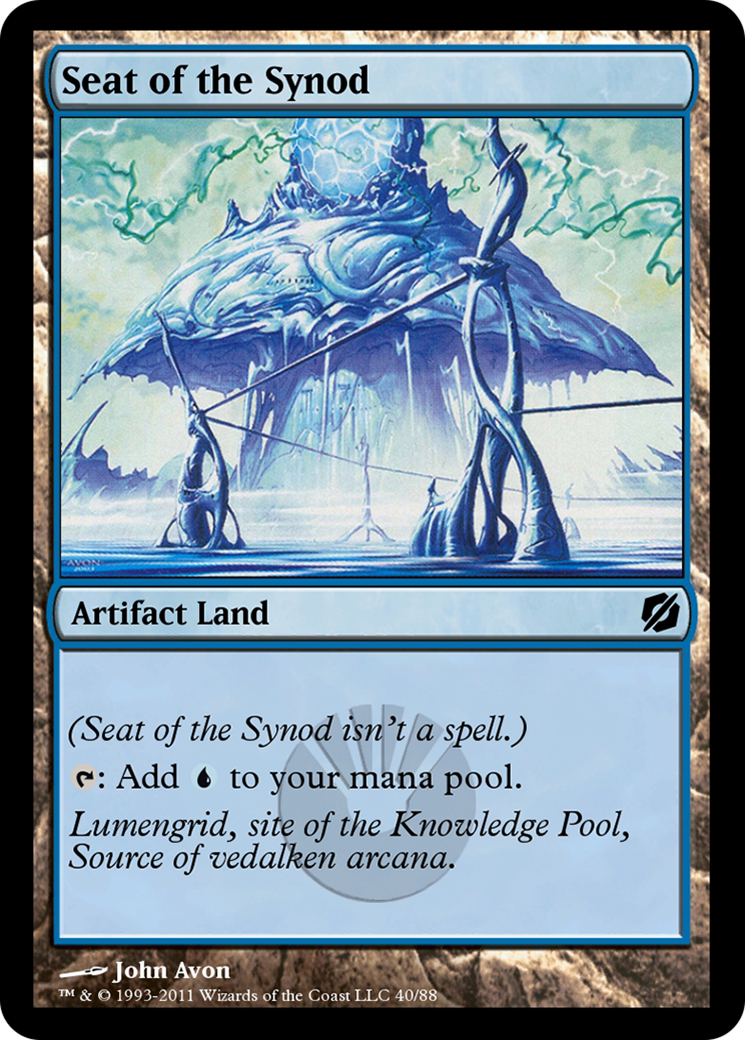 Seat of the Synod
AVON
2003
Artifact Land
(Seat of the Synod isn't a spell.)
: Add to your mana pool.
Lumengrid, site of the Knowledge Pool,
Source of vedalken arcana.
John Avon
™ & © 1993-2011 Wizards of the Coast LLC 40/88